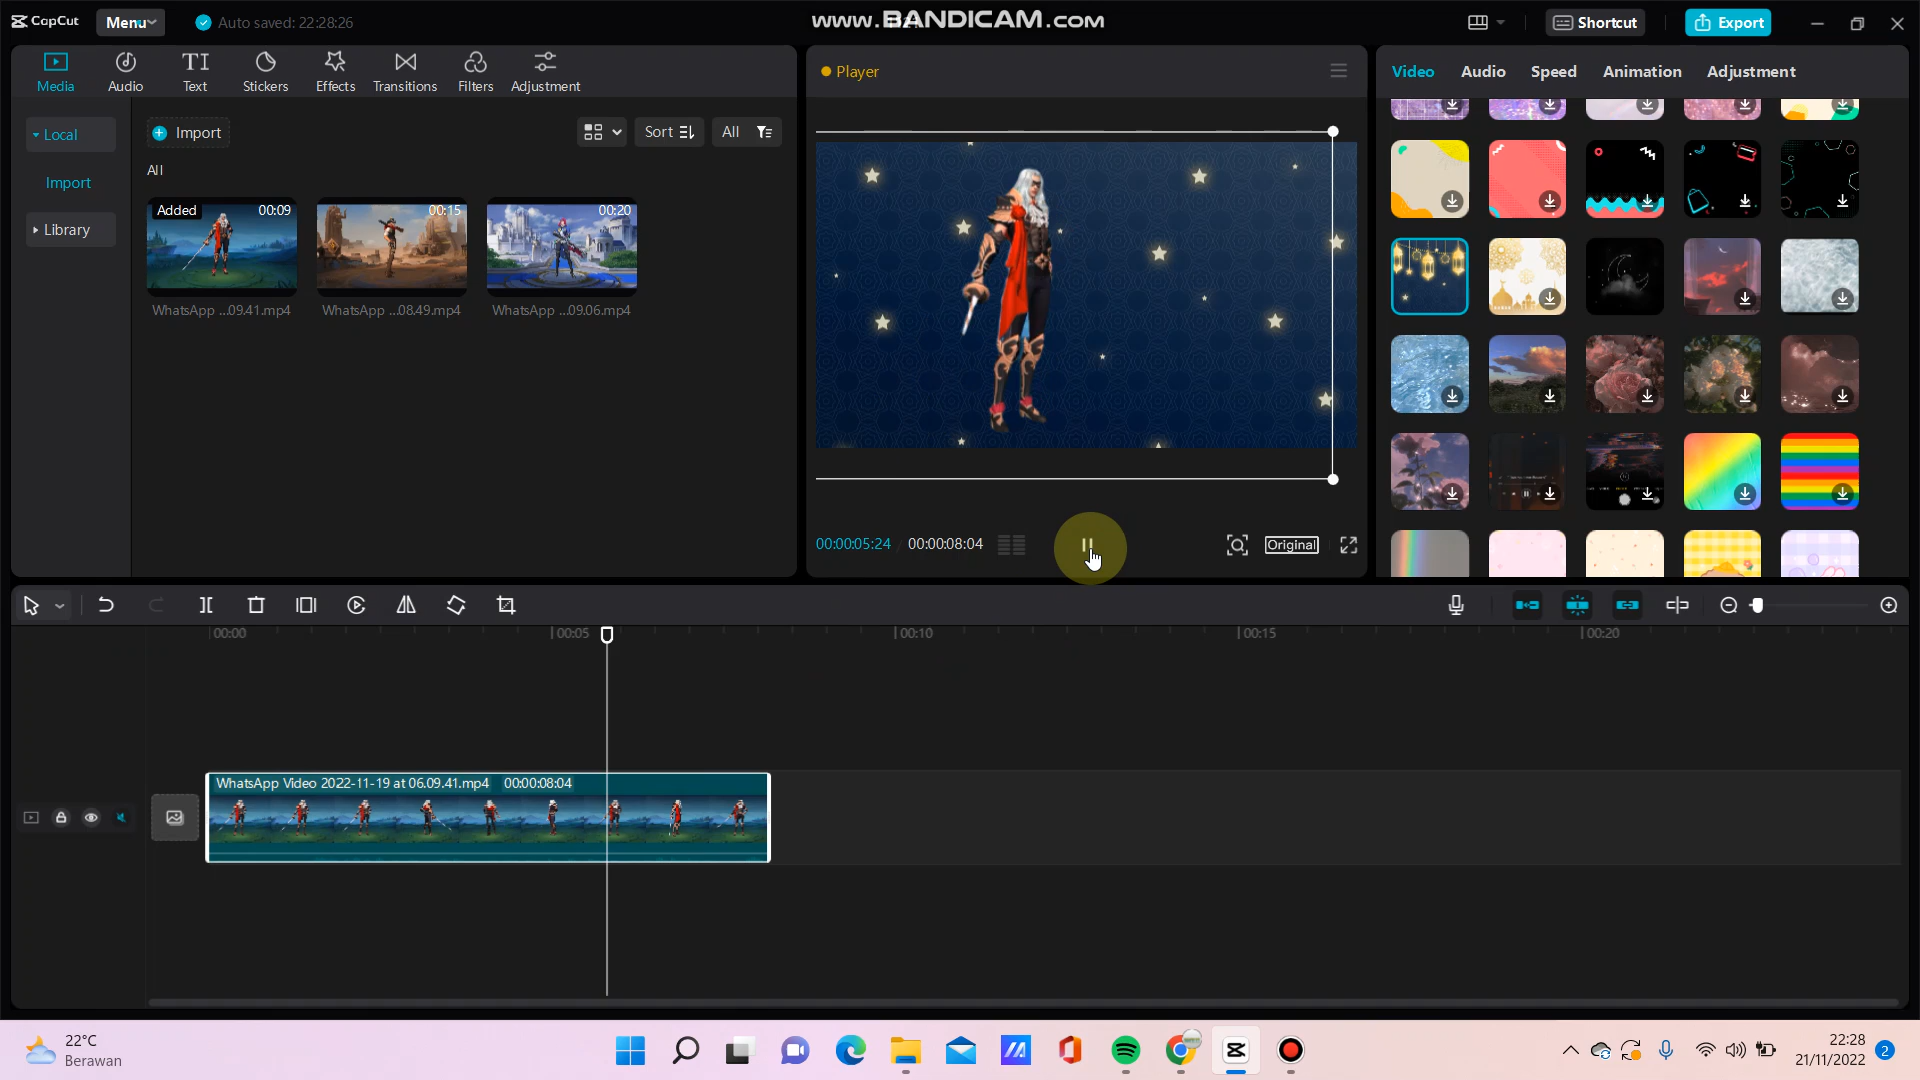 CapCut
Menu
Auto saved: 22:28:26
www.BANDICAM.com
Shortcut
Export
Media
Audio
Text
Stickers
Effects
Transitions
Filters
Adjustment
Player
Video
Audio
Speed
Animation
Adjustment
Local
Import
Library
Import
Sort
All
All
Added
00:09
00:15
00:20
WhatsApp ...09.41.mp4
WhatsApp ...08.49.mp4
WhatsApp ...09.06.mp4
00:00:05:24
00:00:08:04
Original
00:00
00:05
00:10
00:15
00:20
WhatsApp Video 2022-11-19 at 06.09.41.mp4 00:00:08:04
22°C
Berawan
22:28
21/11/2022
2